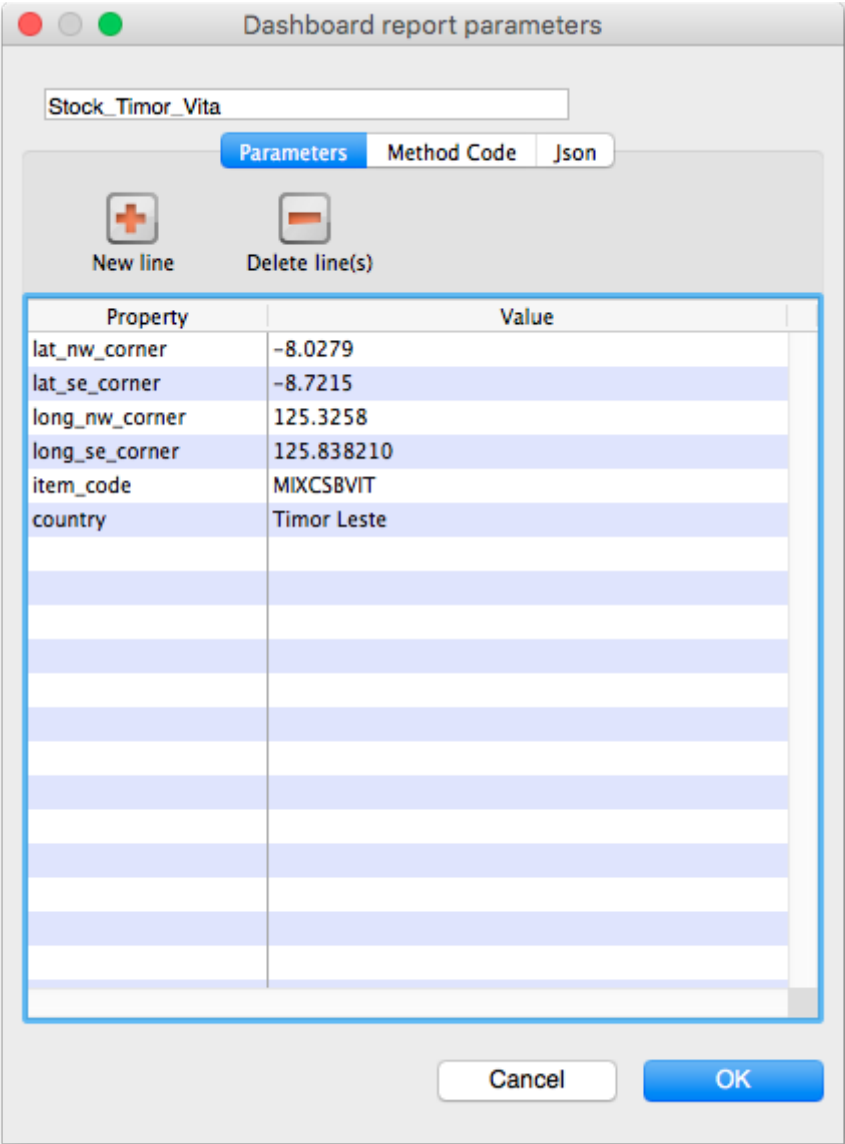 Dashboard report parameters
Stock_Timor_Vita
Parameters Method Code Json
New line Delete line(s)
Property Value
lat_nw_corner -8.0279
lat_se_corner -8.7215
long_nw_corner 125.3258
long_se_corner 125.838210
item_code MIXCSBVIT
country Timor Leste
Cancel OK